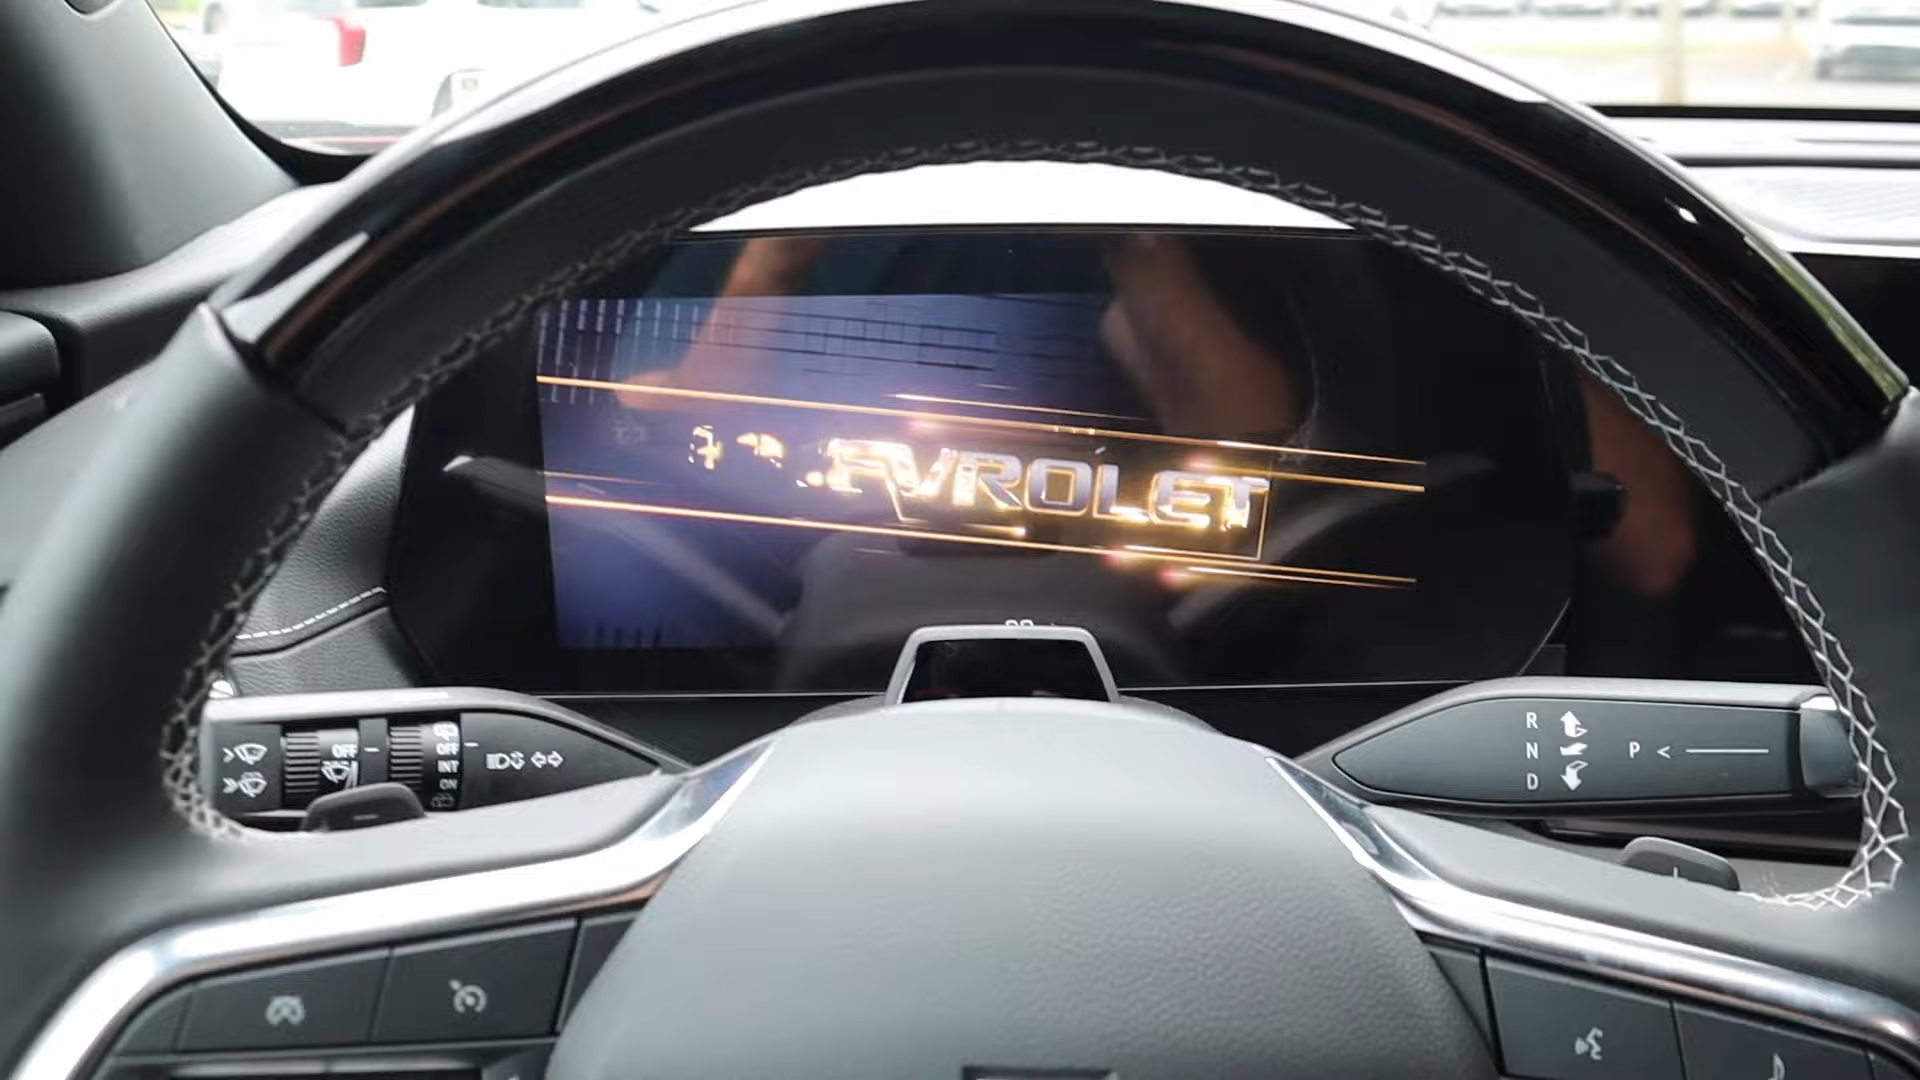 EVROLET
OFF
OFF
INT
ON
R
N
D
P <